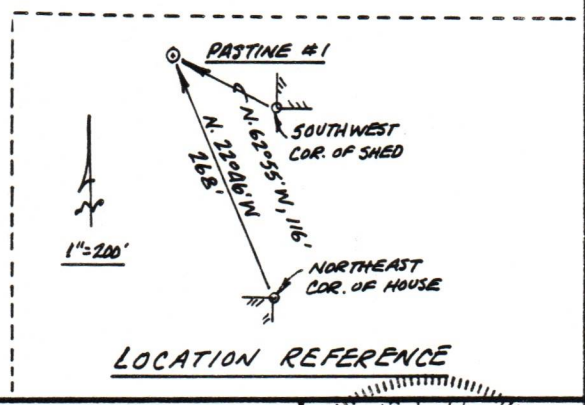 PASTINE #1
SOUTHWEST
COR. OF SHED
N. 62°55'W, 116'
N. 22°46'W
268'
1"=200'
NORTHEAST
COR. OF HOUSE
LOCATION REFERENCE